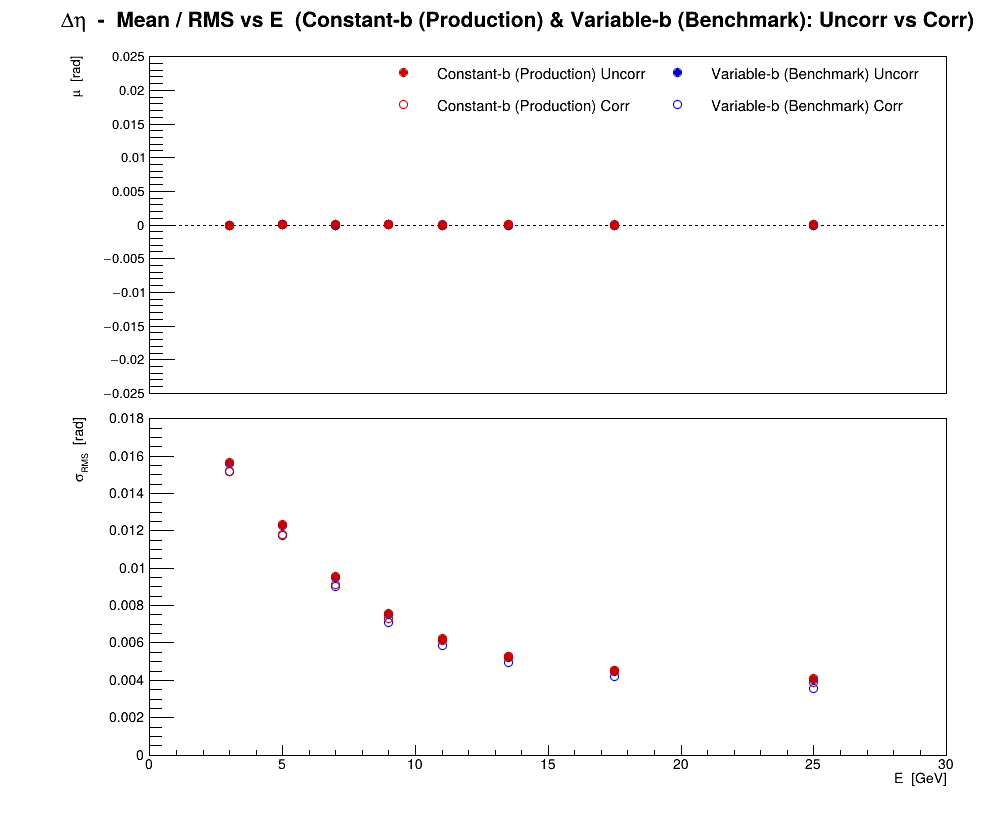 Δη - Mean / RMS vs E (Constant-b (Production) & Variable-b (Benchmark): Uncorr vs Corr)
μ [rad]
0.025
0.02
0.015
0.01
0.005
0
−0.005
−0.01
−0.015
−0.02
−0.025
Constant-b (Production) Uncorr
Variable-b (Benchmark) Uncorr
Constant-b (Production) Corr
Variable-b (Benchmark) Corr
σRMS [rad]
0.018
0.016
0.014
0.012
0.01
0.008
0.006
0.004
0.002
0
0 5 10 15 20 25 30
E [GeV]